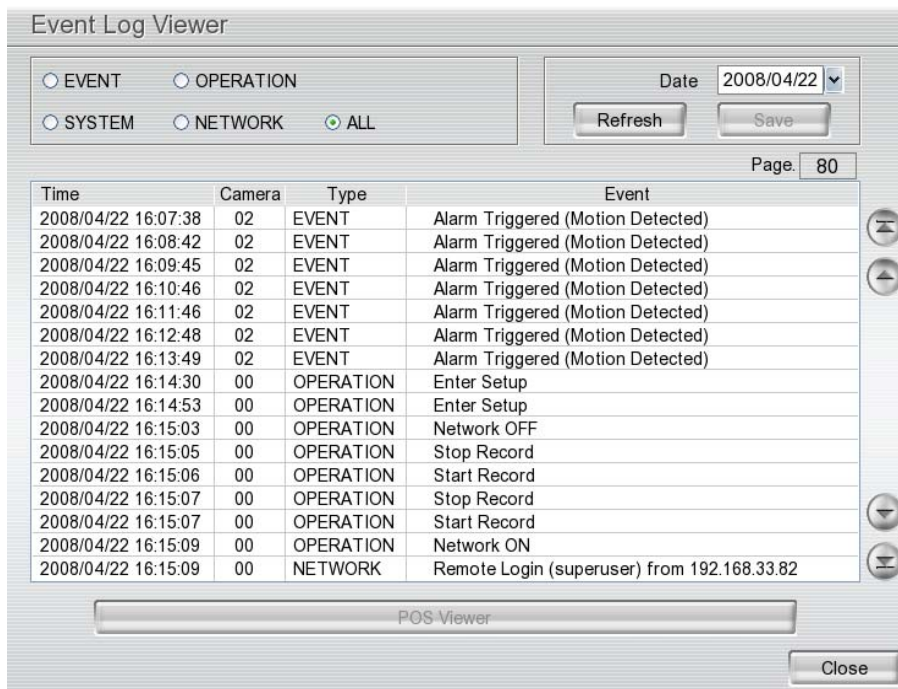 Event Log Viewer
EVENT OPERATION
SYSTEM NETWORK ALL
Date 2008/04/22
Refresh Save
Page. 80
Time Camera Type Event
2008/04/22 16:07:38 02 EVENT Alarm Triggered (Motion Detected)
2008/04/22 16:08:42 02 EVENT Alarm Triggered (Motion Detected)
2008/04/22 16:09:45 02 EVENT Alarm Triggered (Motion Detected)
2008/04/22 16:10:46 02 EVENT Alarm Triggered (Motion Detected)
2008/04/22 16:11:46 02 EVENT Alarm Triggered (Motion Detected)
2008/04/22 16:12:48 02 EVENT Alarm Triggered (Motion Detected)
2008/04/22 16:13:49 02 EVENT Alarm Triggered (Motion Detected)
2008/04/22 16:14:30 00 OPERATION Enter Setup
2008/04/22 16:14:53 00 OPERATION Enter Setup
2008/04/22 16:15:03 00 OPERATION Network OFF
2008/04/22 16:15:05 00 OPERATION Stop Record
2008/04/22 16:15:06 00 OPERATION Start Record
2008/04/22 16:15:07 00 OPERATION Stop Record
2008/04/22 16:15:07 00 OPERATION Start Record
2008/04/22 16:15:09 00 OPERATION Network ON
2008/04/22 16:15:09 00 NETWORK Remote Login (superuser) from 192.168.33.82
POS Viewer
Close